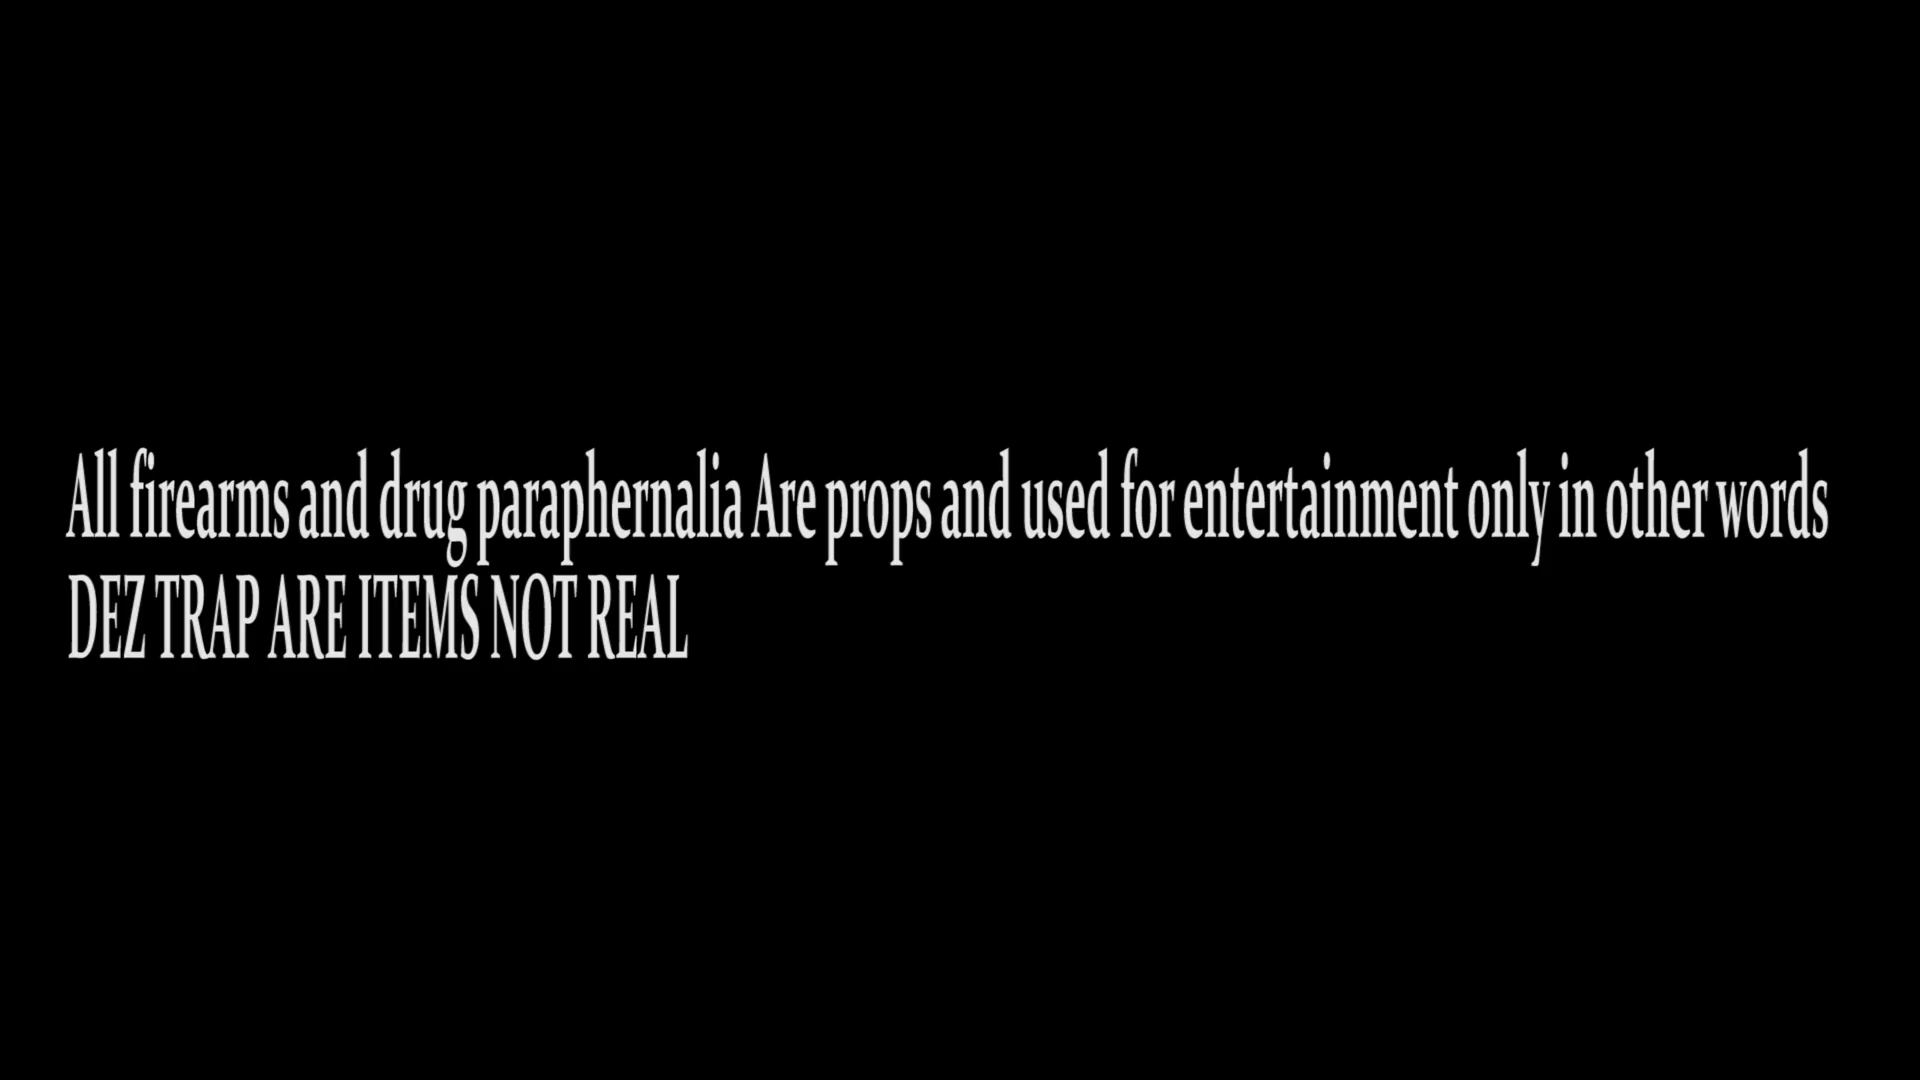 All firearms and drug paraphernalia Are props and used for entertainment only in other words
DEZ TRAP ARE ITEMS NOT REAL